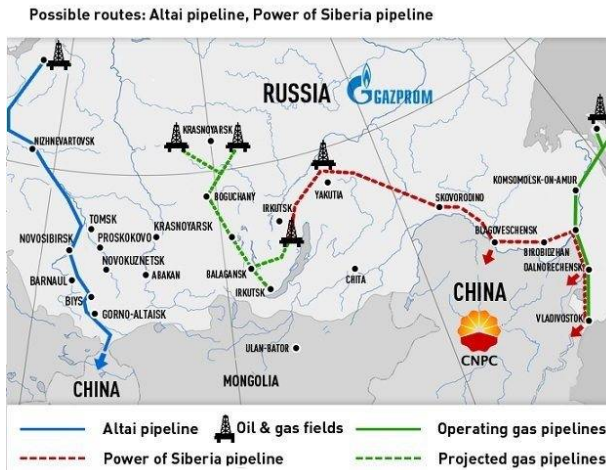 Possible routes: Altai pipeline, Power of Siberia pipeline
RUSSIA
GAZPROM
KRASNOYARSK
NIZHNEVARTOVSK
KOMSOMOLSK-ON-AMUR
YAKUTIA
BOGUCHANY
SKOVORODINO
TOMSK
IRKUTSK
KRASNOYARSK
BLAGOVESCHENSK
NOVOSIBIRSK
PROSKOKOVO
BIROBIDZHAN
NOVOKUZNETSK
BALAGANSK
DALNORECHENSK
BARNAUL
ABAKAN
CHITA
BIYS
IRKUTSK
CHINA
GORNO-ALTAISK
VLADIVOSTOK
ULAN-BATOR
CNPC
CHINA
MONGOLIA
Altai pipeline
Oil & gas fields
Operating gas pipelines
Power of Siberia pipeline
Projected gas pipelines